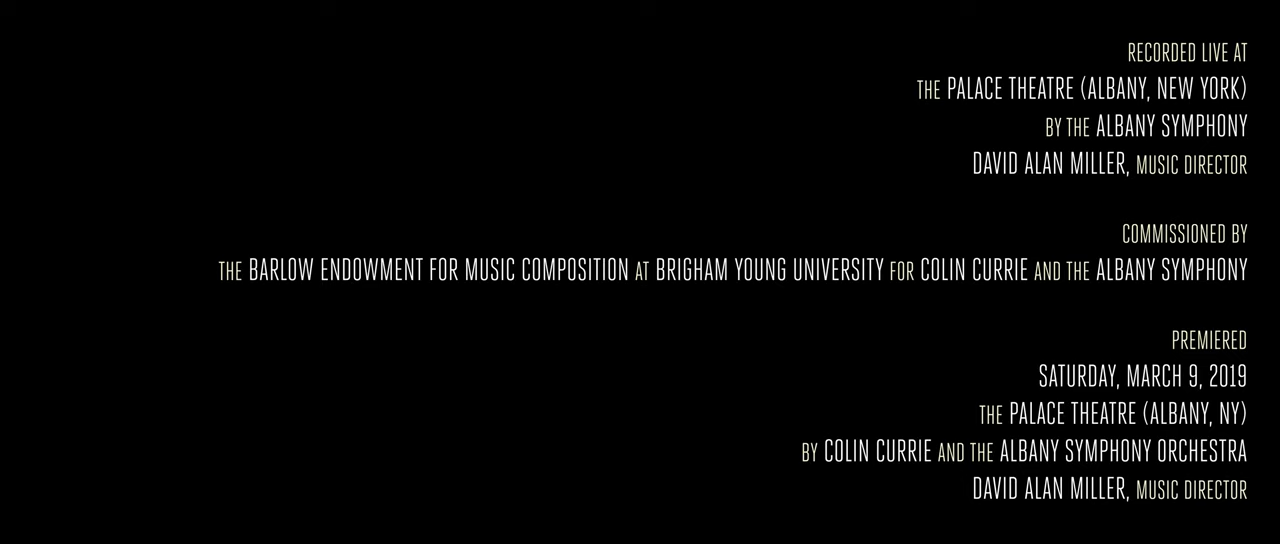 RECORDED LIVE AT
THE PALACE THEATRE (ALBANY, NEW YORK)
BY THE ALBANY SYMPHONY
DAVID ALAN MILLER, MUSIC DIRECTOR
COMMISSIONED BY
THE BARLOW ENDOWMENT FOR MUSIC COMPOSITION AT BRIGHAM YOUNG UNIVERSITY FOR COLIN CURRIE AND THE ALBANY SYMPHONY
PREMIERED
SATURDAY, MARCH 9, 2019
THE PALACE THEATRE (ALBANY, NY)
BY COLIN CURRIE AND THE ALBANY SYMPHONY ORCHESTRA
DAVID ALAN MILLER, MUSIC DIRECTOR